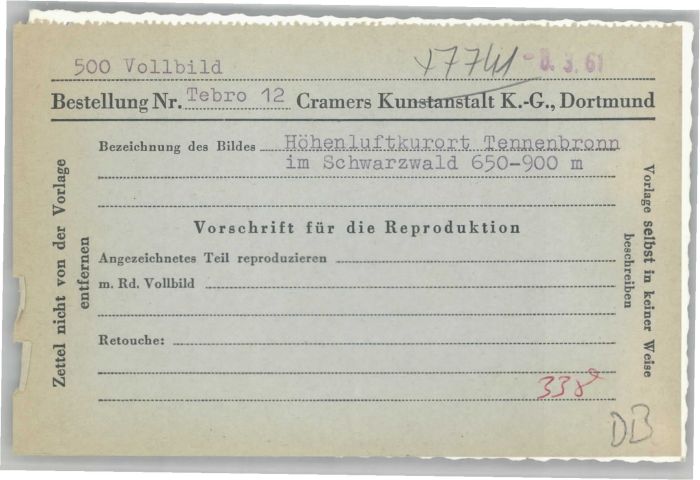 500 Vollbild
17741
- 8. 3. 61
Bestellung Nr. Tebro 12 Cramers Kunstanstalt K.-G., Dortmund
Bezeichnung des Bildes Höhenluftkurort Tennenbronn
im Schwarzwald 650-900 m
Vorschrift für die Reproduktion
Angezeichnetes Teil reproduzieren
m. Rd. Vollbild
Retouche:
338
DB
Zettel nicht von der Vorlage
entfernen
Vorlage selbst in keiner Weise
beschreiben